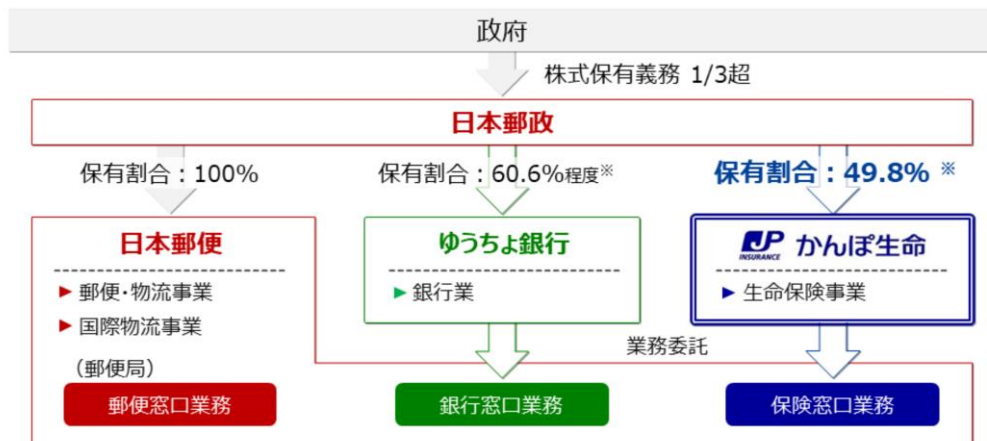 政府
株式保有義務 1/3超
日本郵政
保有割合：100%
保有割合：60.6%程度※
保有割合：49.8% ※
日本郵便
▶ 郵便・物流事業
▶ 国際物流事業
（郵便局）
郵便窓口業務
ゆうちょ銀行
▶ 銀行業
業務委託
銀行窓口業務
JP INSURANCE かんぽ生命
▶ 生命保険事業
保険窓口業務